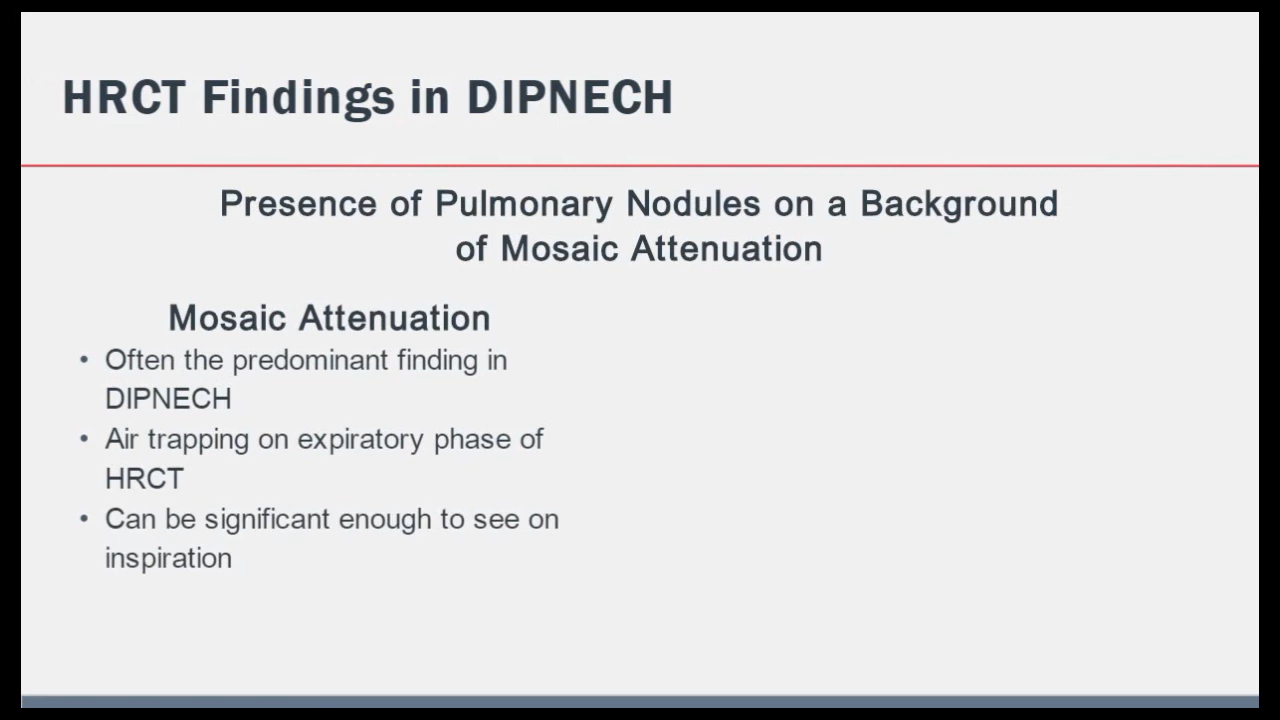 HRCT Findings in DIPNECH
Presence of Pulmonary Nodules on a Background
of Mosaic Attenuation
Mosaic Attenuation
• Often the predominant finding in
DIPNECH
• Air trapping on expiratory phase of
HRCT
• Can be significant enough to see on
inspiration